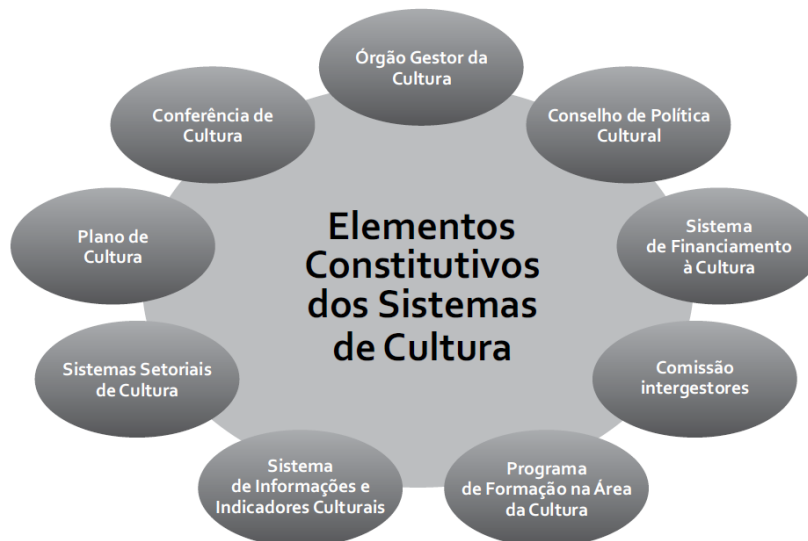 Órgão Gestor da
Cultura
Conselho de Política
Cultural
Sistema
de Financiamento
à Cultura
Comissão
intergestores
Programa
de Formação na Área
da Cultura
Sistema
de Informações e
Indicadores Culturais
Sistemas Setoriais
de Cultura
Plano de
Cultura
Conferência de
Cultura
Elementos
Constitutivos
dos Sistemas
de Cultura